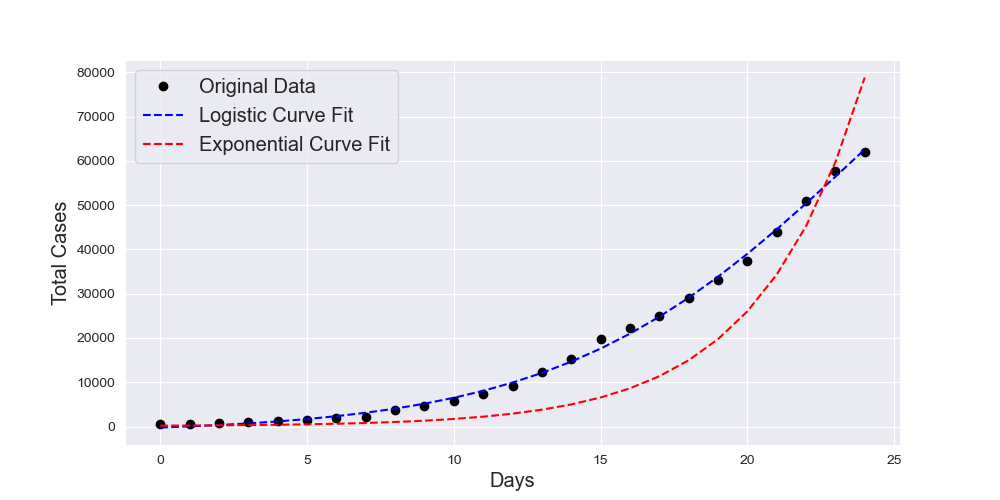 80000
70000
60000
50000
40000
30000
20000
10000
0
Total Cases
Original Data
Logistic Curve Fit
Exponential Curve Fit
0 5 10 15 20 25
Days